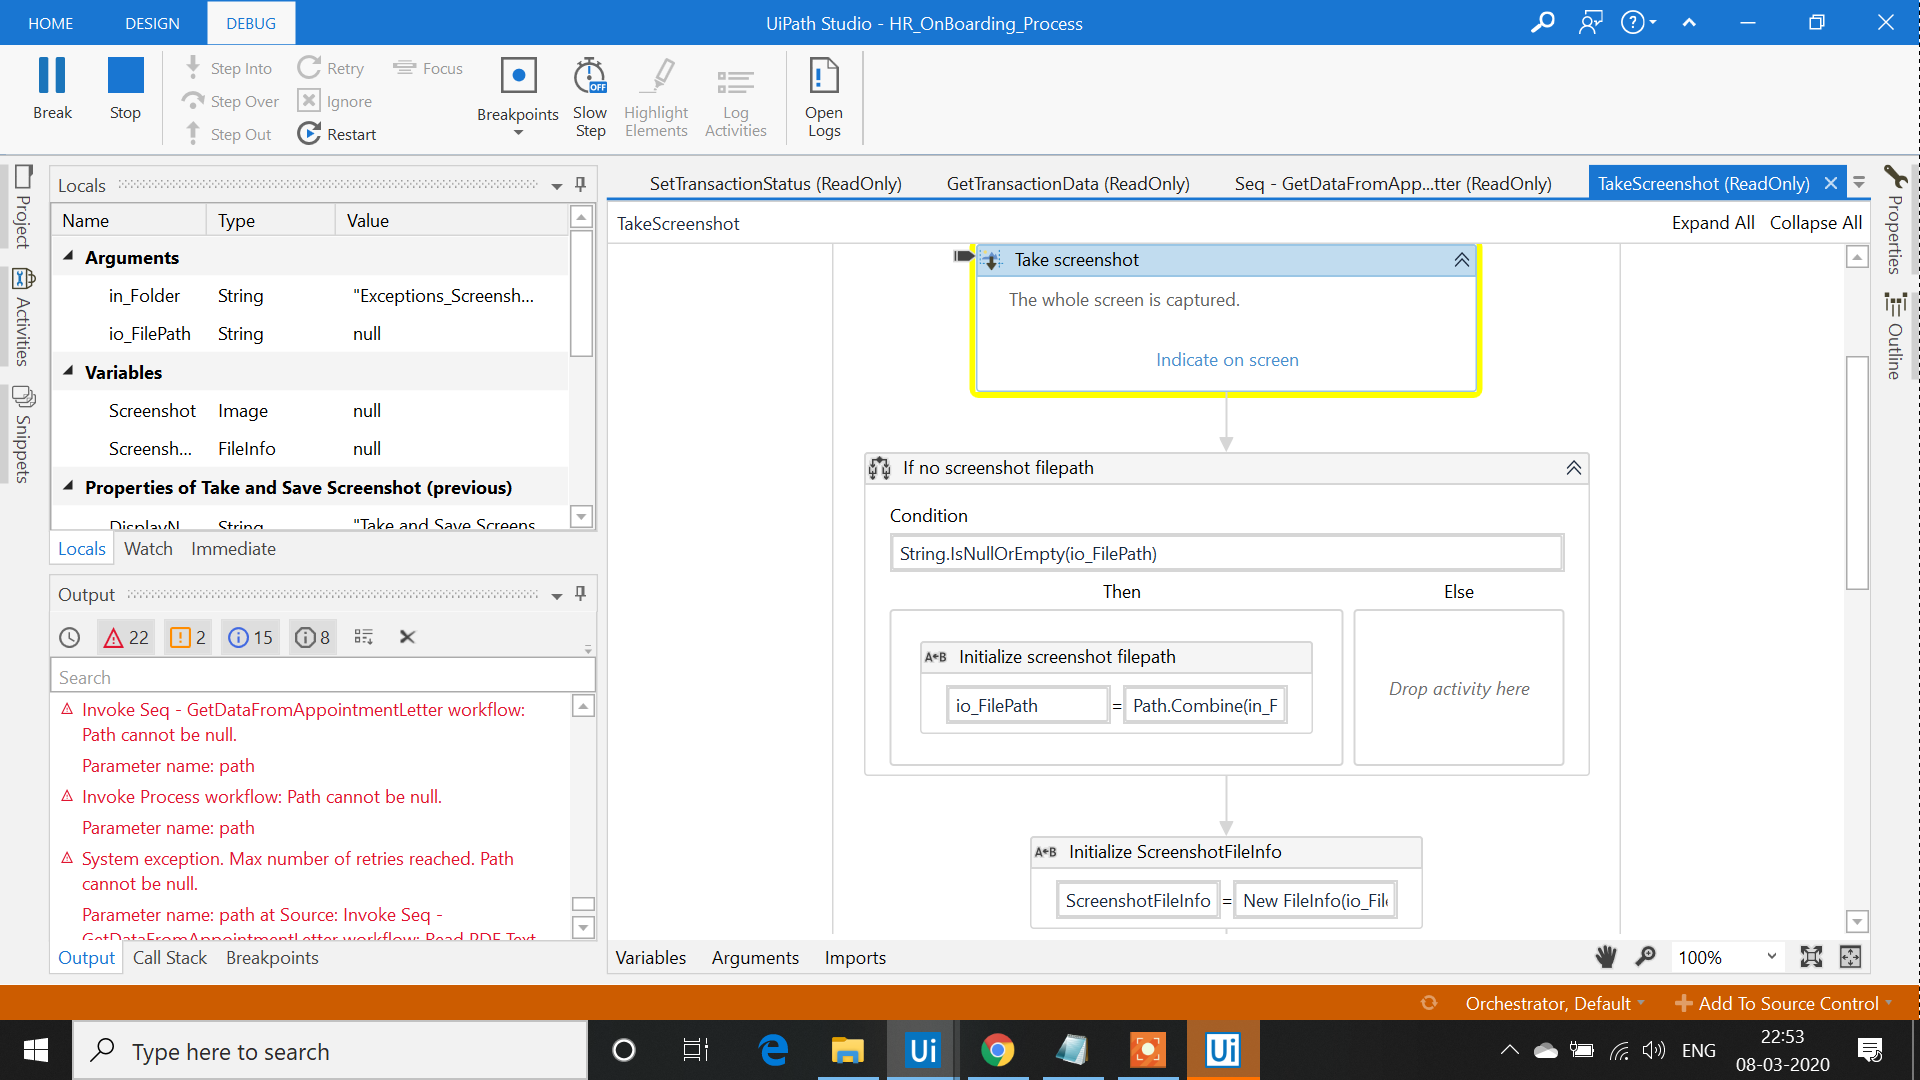 HOME DESIGN DEBUG
UiPath Studio - HR_OnBoarding_Process
Break
Stop
Step Into
Step Over
Step Out
Retry
Ignore
Restart
Focus
Breakpoints
Slow
Step
OFF
Highlight
Elements
Log
Activities
Open
Logs
Project
Activities
Snippets
Locals
Name Type Value
Arguments
in_Folder String "Exceptions_Screensh...
io_FilePath String null
Variables
Screenshot Image null
Screensh... FileInfo null
Properties of Take and Save Screenshot (previous)
DisplayN String "Take and Save Screens
Locals Watch Immediate
Output
22 2 15 8
Search
Invoke Seq - GetDataFromAppointmentLetter workflow:
Path cannot be null.
Parameter name: path
Invoke Process workflow: Path cannot be null.
Parameter name: path
System exception. Max number of retries reached. Path
cannot be null.
Parameter name: path at Source: Invoke Seq -
GetDataFromAppointmentLetter workflow: Read PDF Text
Output Call Stack Breakpoints
SetTransactionStatus (ReadOnly) GetTransactionData (ReadOnly) Seq - GetDataFromApp...tter (ReadOnly) TakeScreenshot (ReadOnly)
TakeScreenshot Expand All Collapse All
Take screenshot
The whole screen is captured.
Indicate on screen
If no screenshot filepath
Condition
String.IsNullOrEmpty(io_FilePath)
Then Else
A B Initialize screenshot filepath
io_FilePath = Path.Combine(in_F
Drop activity here
A B Initialize ScreenshotFileInfo
ScreenshotFileInfo = New FileInfo(io_File
Properties
Outline
Variables Arguments Imports
100%
Orchestrator, Default Add To Source Control
Type here to search
Ui
Ui
ENG
22:53
08-03-2020